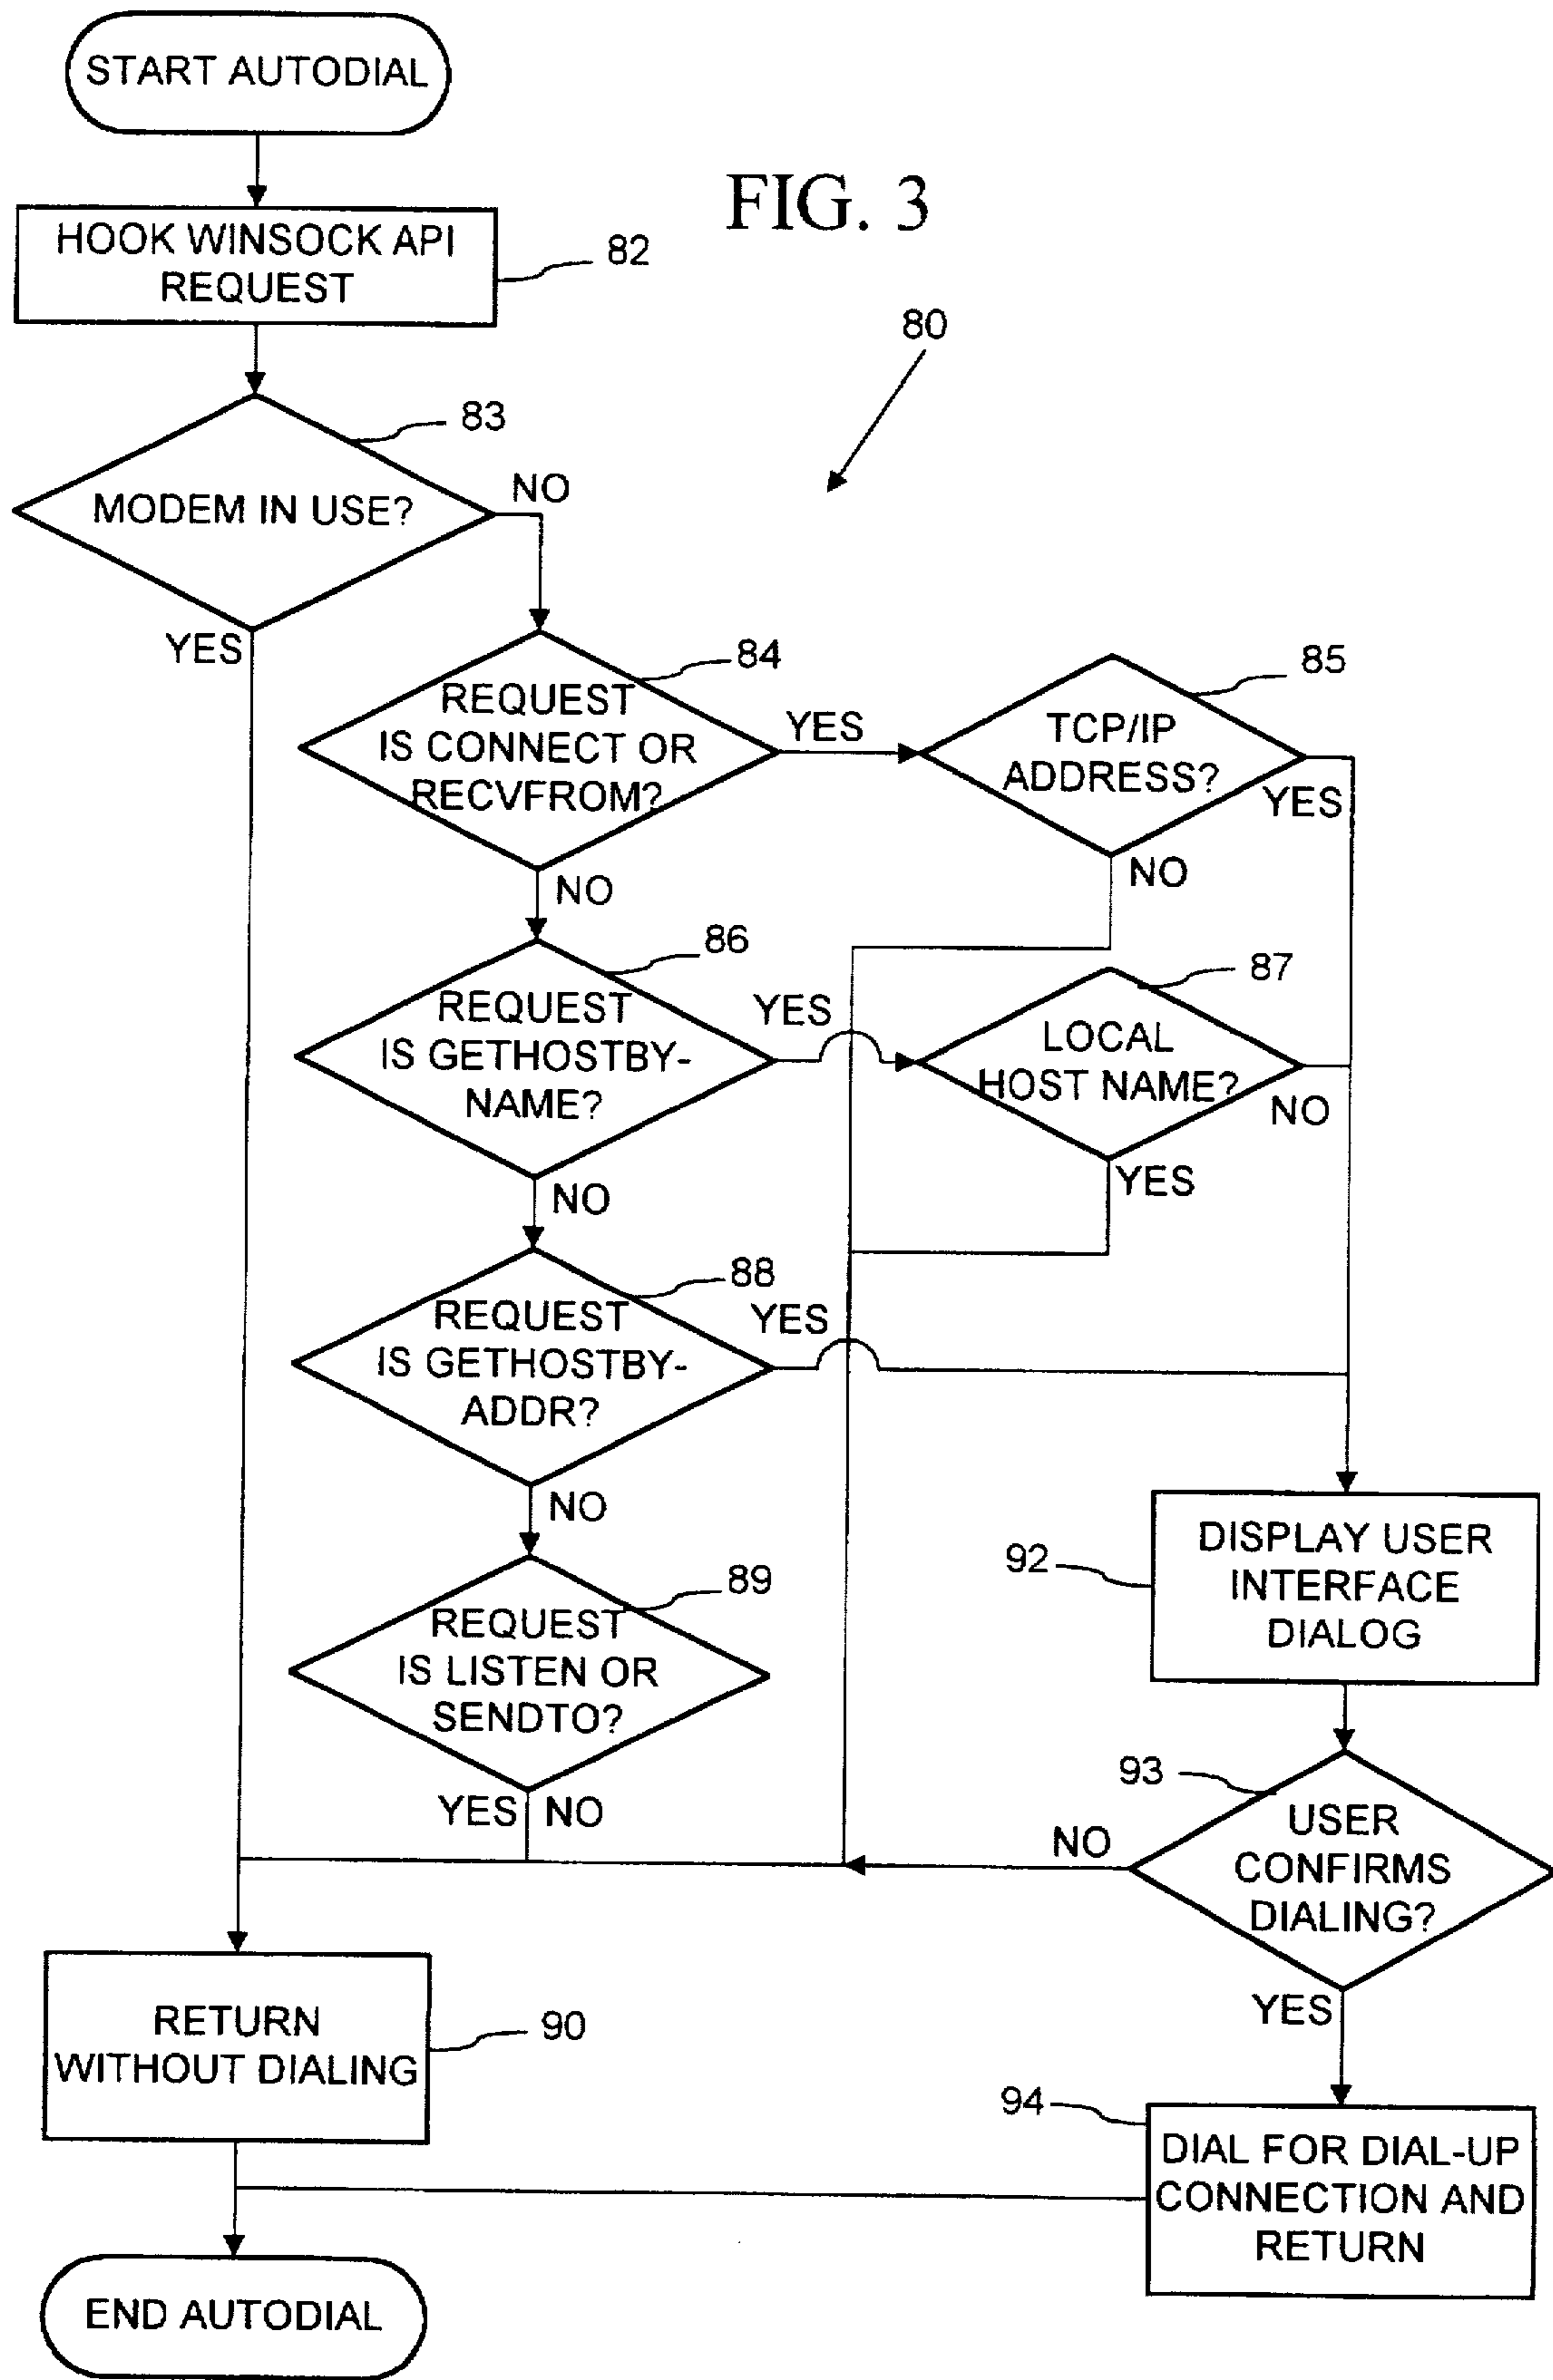 START AUTODIAL
FIG. 3
HOOK WINSOCK API
REQUEST
82
80
83
MODEM IN USE?
NO
YES
84
REQUEST
IS CONNECT OR
RECVFROM?
YES
85
TCP/IP
ADDRESS?
YES
NO
NO
86
REQUEST
IS GETHOSTBY-
NAME?
YES
87
LOCAL
HOST NAME?
NO
YES
NO
88
REQUEST
IS GETHOSTBY-
ADDR?
YES
NO
89
REQUEST
IS LISTEN OR
SENDTO?
YES
NO
92
DISPLAY USER
INTERFACE
DIALOG
93
USER
CONFIRMS
DIALING?
NO
YES
RETURN
WITHOUT DIALING
90
94
DIAL FOR DIAL-UP
CONNECTION AND
RETURN
END AUTODIAL